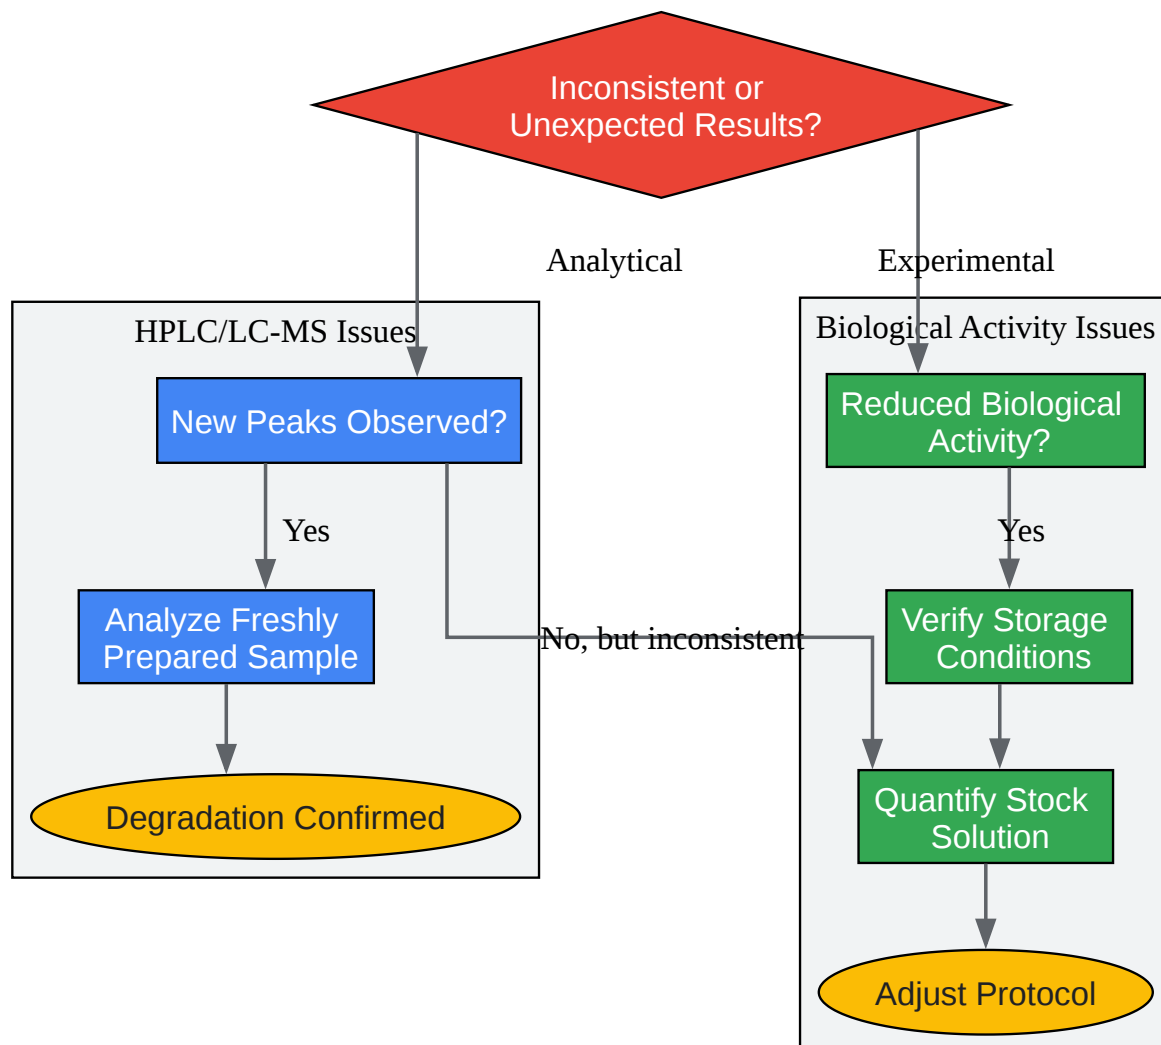 Inconsistent or
Unexpected Results?
Analytical
Experimental
HPLC/LC-MS Issues
Biological Activity Issues
New Peaks Observed?
Reduced Biological
Activity?
Yes
Yes
Analyze Freshly
Prepared Sample
No, but inconsistent
Verify Storage
Conditions
Degradation Confirmed
Quantify Stock
Solution
Adjust Protocol